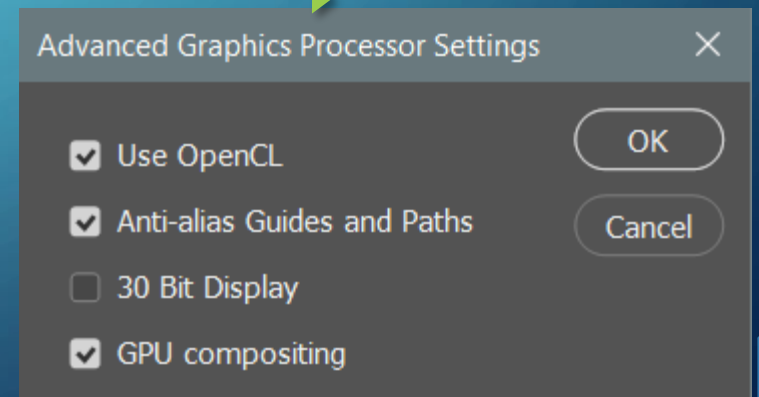 Advanced Graphics Processor Settings
Use OpenCL
OK
Anti-alias Guides and Paths
Cancel
30 Bit Display
GPU compositing